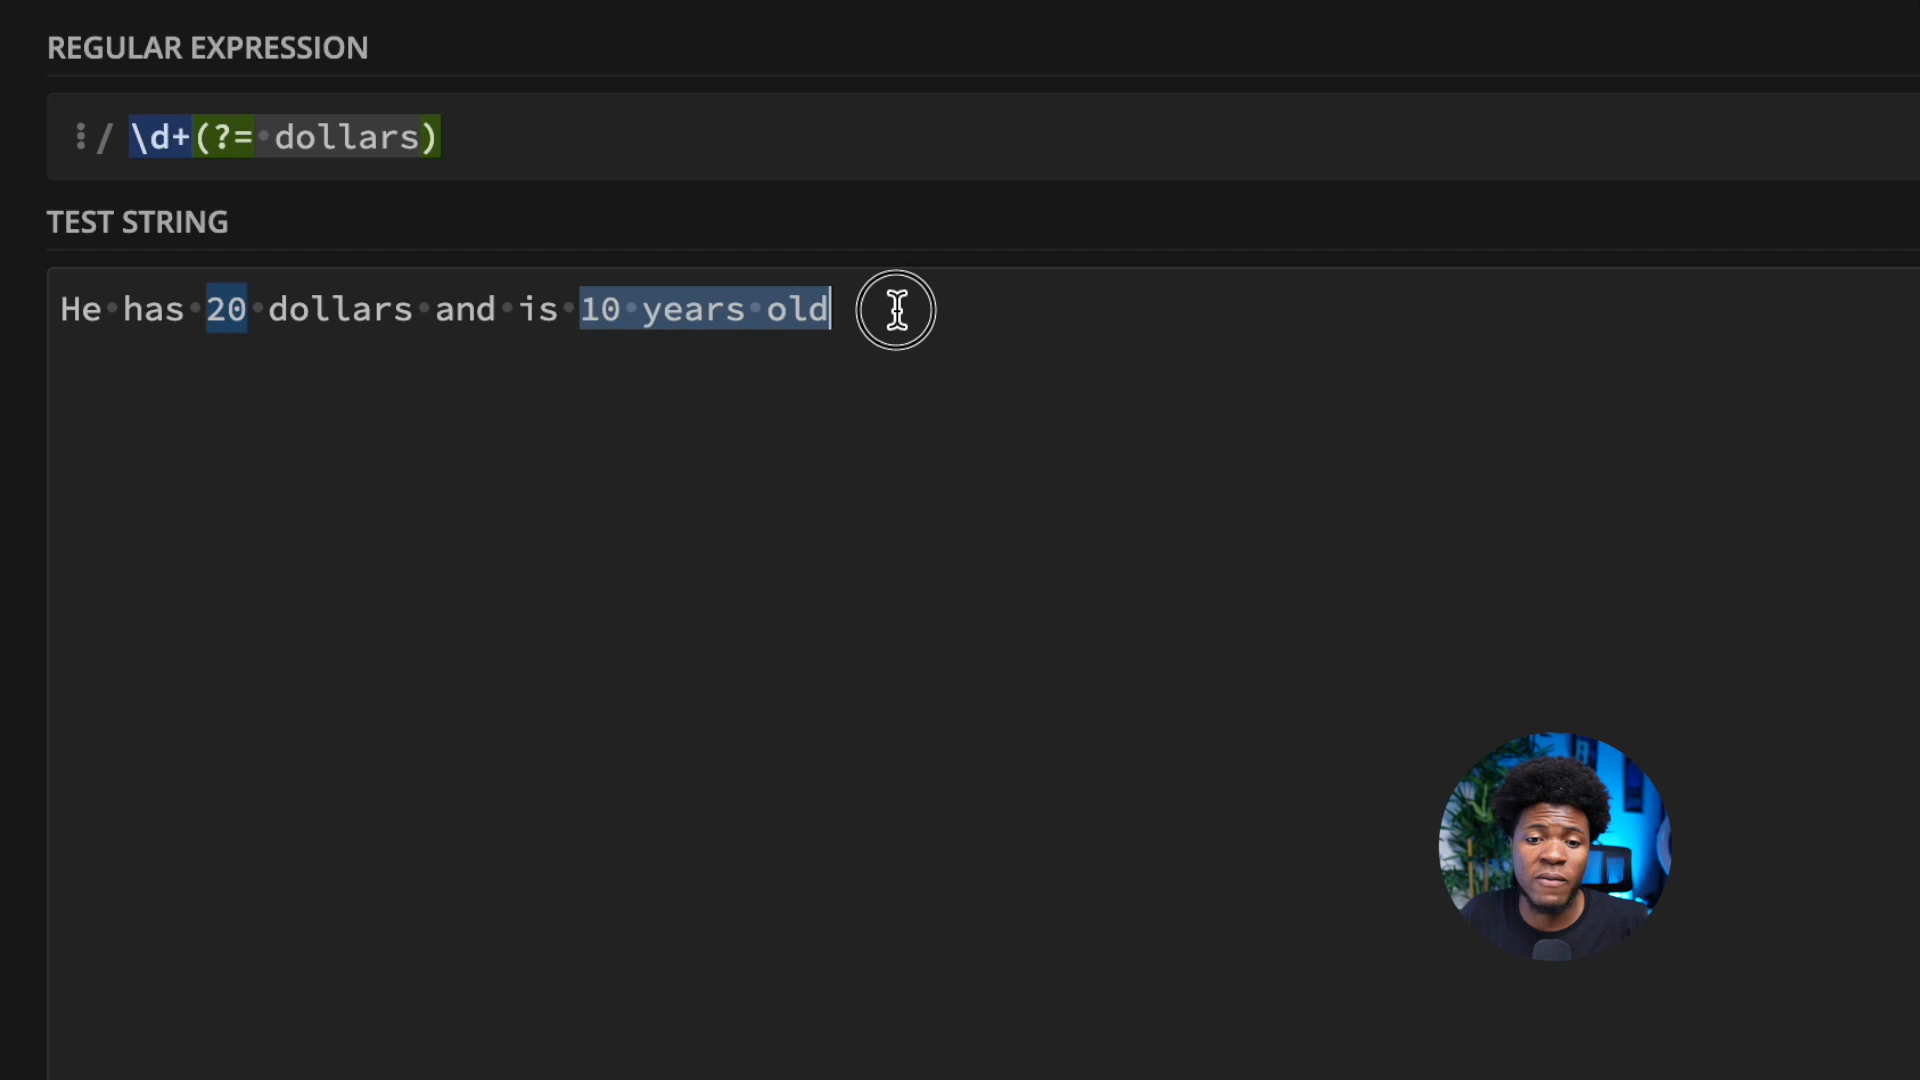 REGULAR EXPRESSION
/ \d+(?= dollars)
TEST STRING
He has 20 dollars and is 10 years old